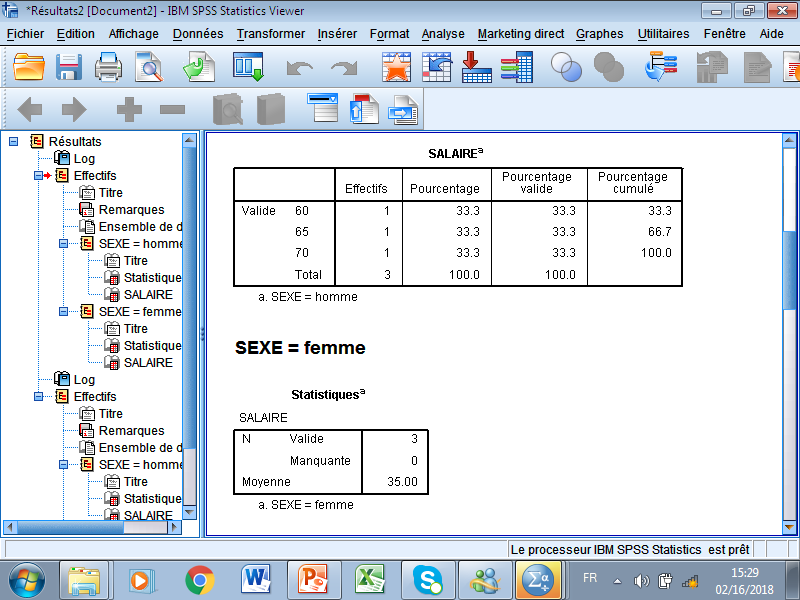 *Résultats2 [Document2] - IBM SPSS Statistics Viewer
Fichier Edition Affichage Données Transformer Insérer Format Analyse Marketing direct Graphes Utilitaires Fenêtre Aide
Résultats
Log
Effectifs
Titre
Remarques
Ensemble de d
SEXE = homme
Titre
Statistique
SALAIRE
SEXE = femme
Titre
Statistique
SALAIRE
Log
Effectifs
Titre
Remarques
Ensemble de d
SEXE = homme
Titre
Statistique
SALAIRE
SALAIREa
Effectifs Pourcentage Pourcentage valide Pourcentage cumulé
Valide 60 1 33.3 33.3 33.3
65 1 33.3 33.3 66.7
70 1 33.3 33.3 100.0
Total 3 100.0 100.0
a. SEXE = homme
SEXE = femme
Statistiquesa
SALAIRE
N Valide 3
Manquante 0
Moyenne 35.00
a. SEXE = femme
Le processeur IBM SPSS Statistics est prêt
FR
15:29
02/16/2018